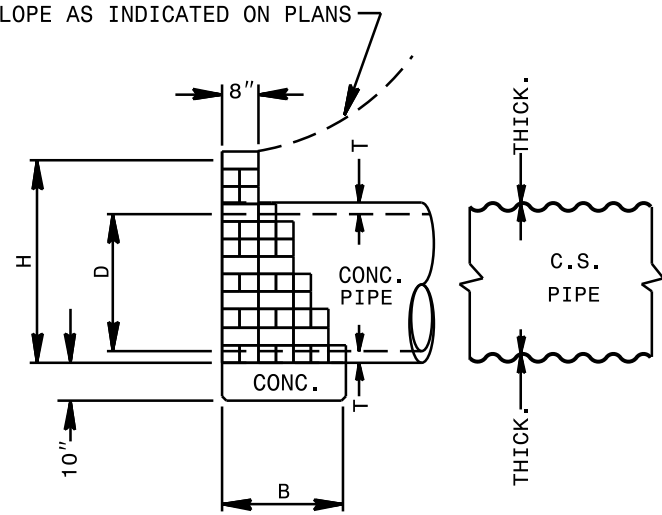 LOPE AS INDICATED ON PLANS
8"
T
THICK.
H
D
CONC.
PIPE
C.S.
PIPE
CONC.
T
10"
B
THICK.